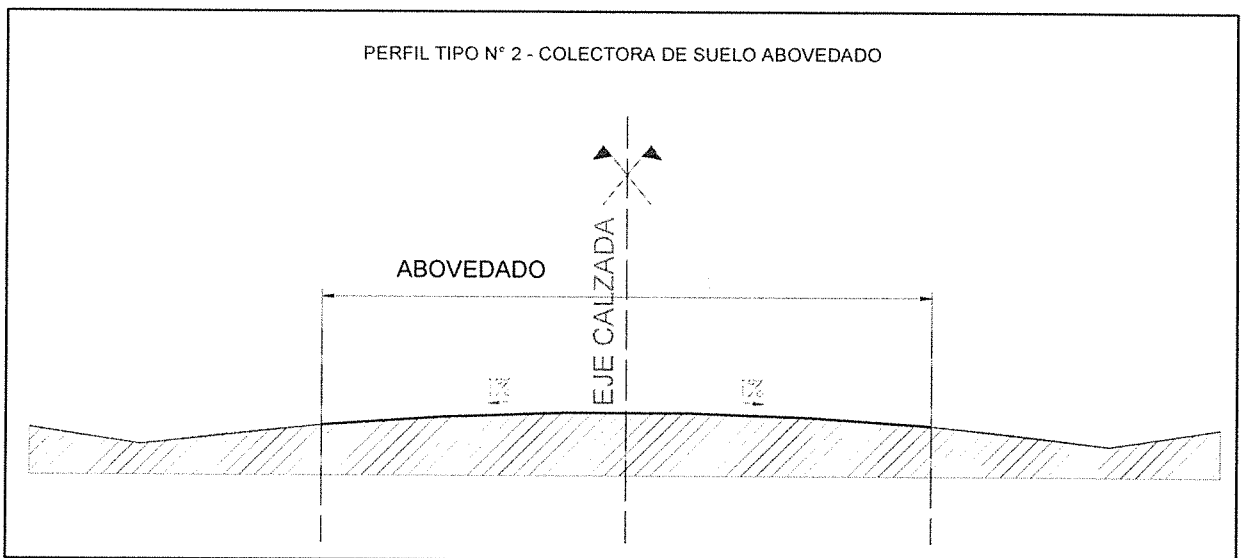 PERFIL TIPO N° 2 - COLECTORA DE SUELO ABOVEDADO
ABOVEDADO
EJE CALZADA